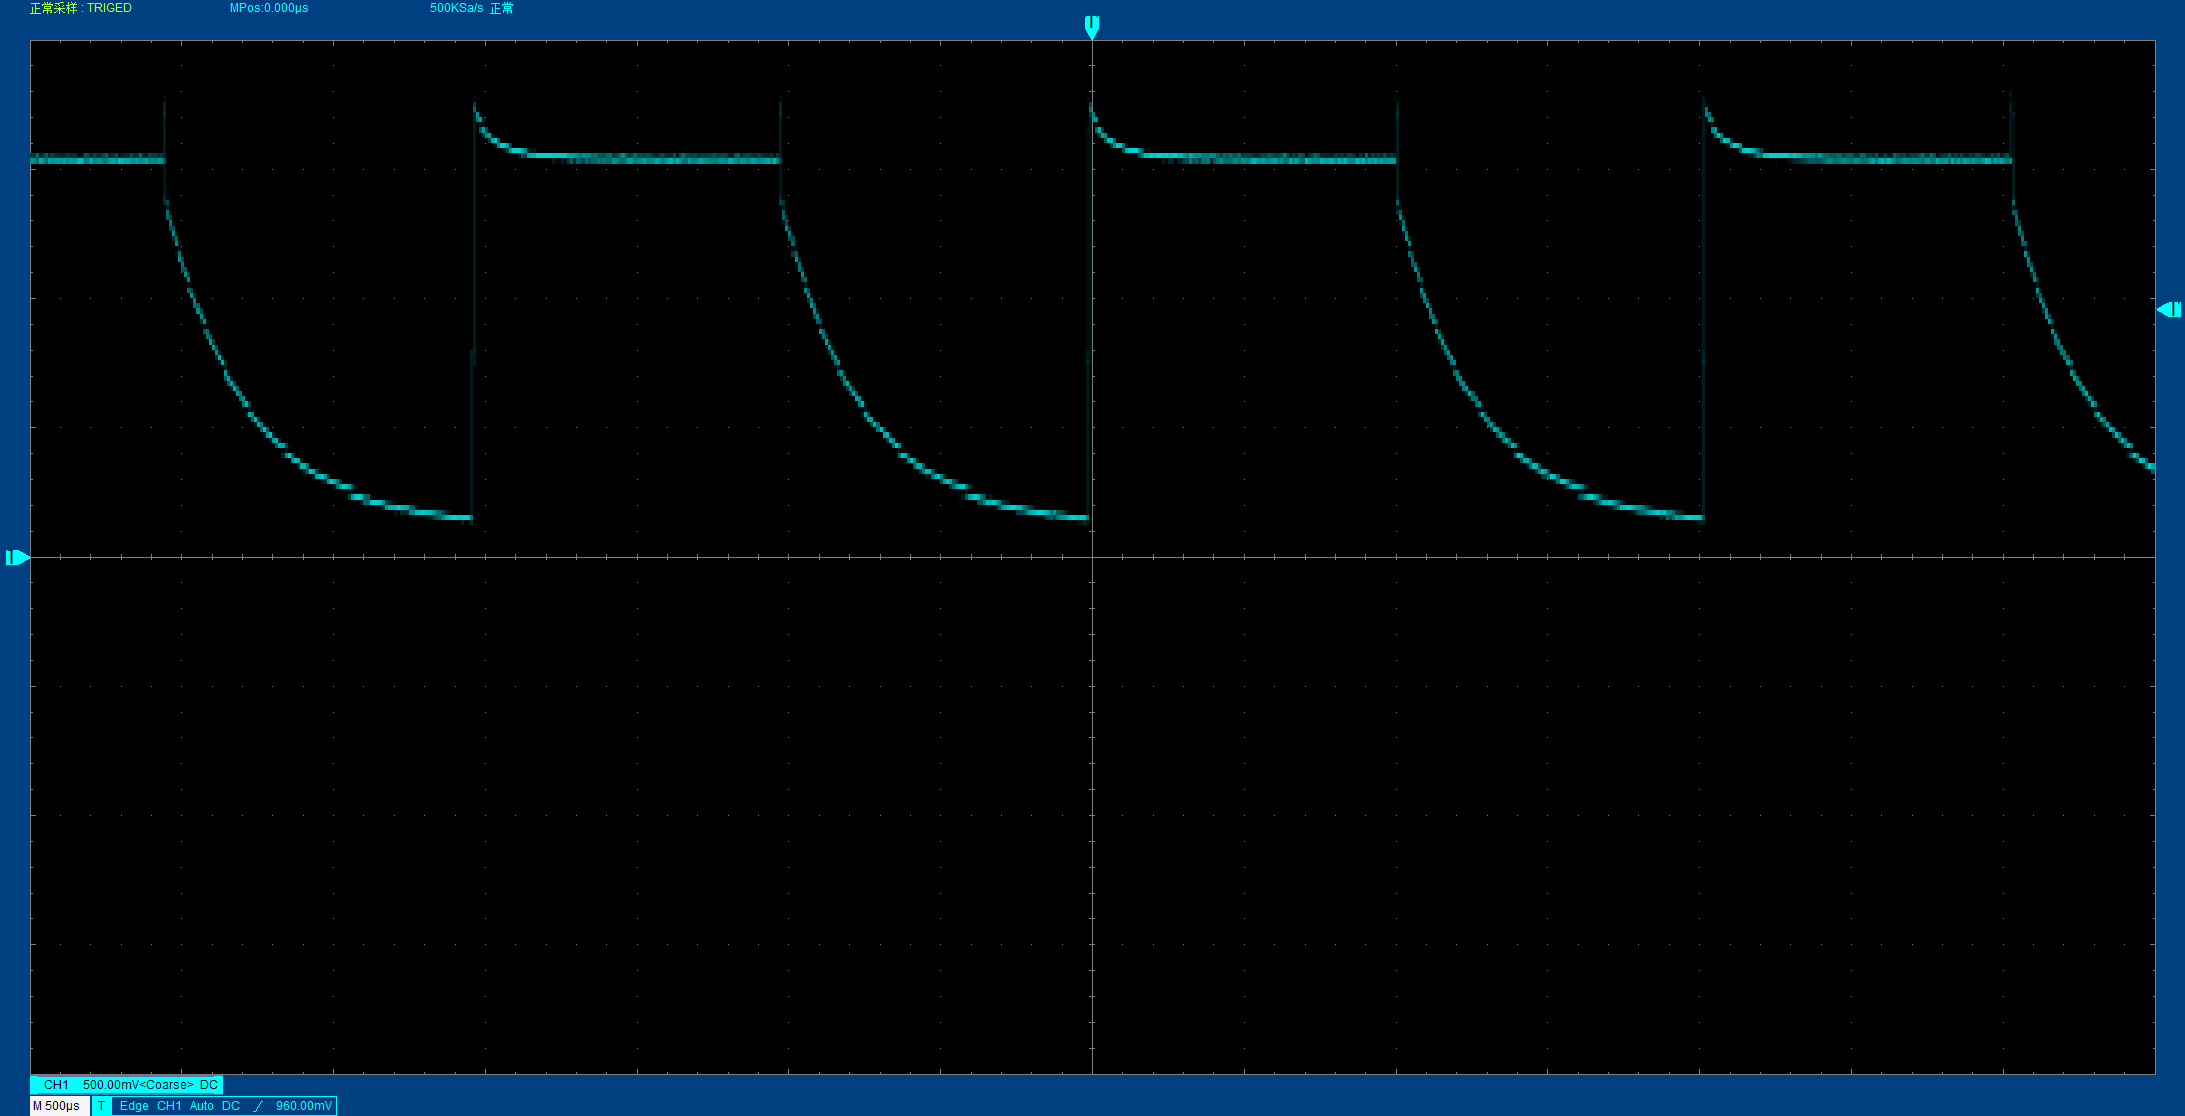 正常采样 : TRIGED MPos:0.000μs 500KSa/s 正常
CH1 500.00mV<Coarse> DC
M 500μs T Edge CH1 Auto DC 960.00mV